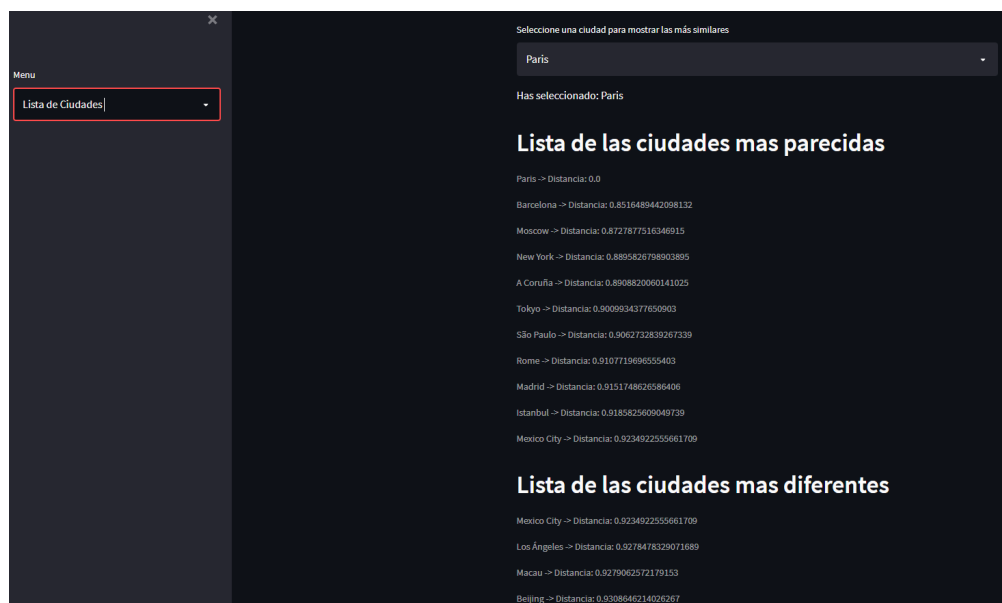 ×
Menu
Lista de Ciudades
Seleccione una ciudad para mostrar las más similares
Paris
Has seleccionado: Paris
Lista de las ciudades mas parecidas
Paris -> Distancia: 0.0
Barcelona -> Distancia: 0.8516489442098132
Moscow -> Distancia: 0.8727877516346915
New York -> Distancia: 0.8895826798903895
A Coruña -> Distancia: 0.8908820060141025
Tokyo -> Distancia: 0.9009934377650903
São Paulo -> Distancia: 0.9062732839267339
Rome -> Distancia: 0.9107719696555403
Madrid -> Distancia: 0.9151748626586406
Istanbul -> Distancia: 0.9185825609049739
Mexico City -> Distancia: 0.9234922555661709
Lista de las ciudades mas diferentes
Mexico City -> Distancia: 0.9234922555661709
Los Ángeles -> Distancia: 0.9278478329071689
Macau -> Distancia: 0.9279062572179153
Beijing -> Distancia: 0.9308646214026267